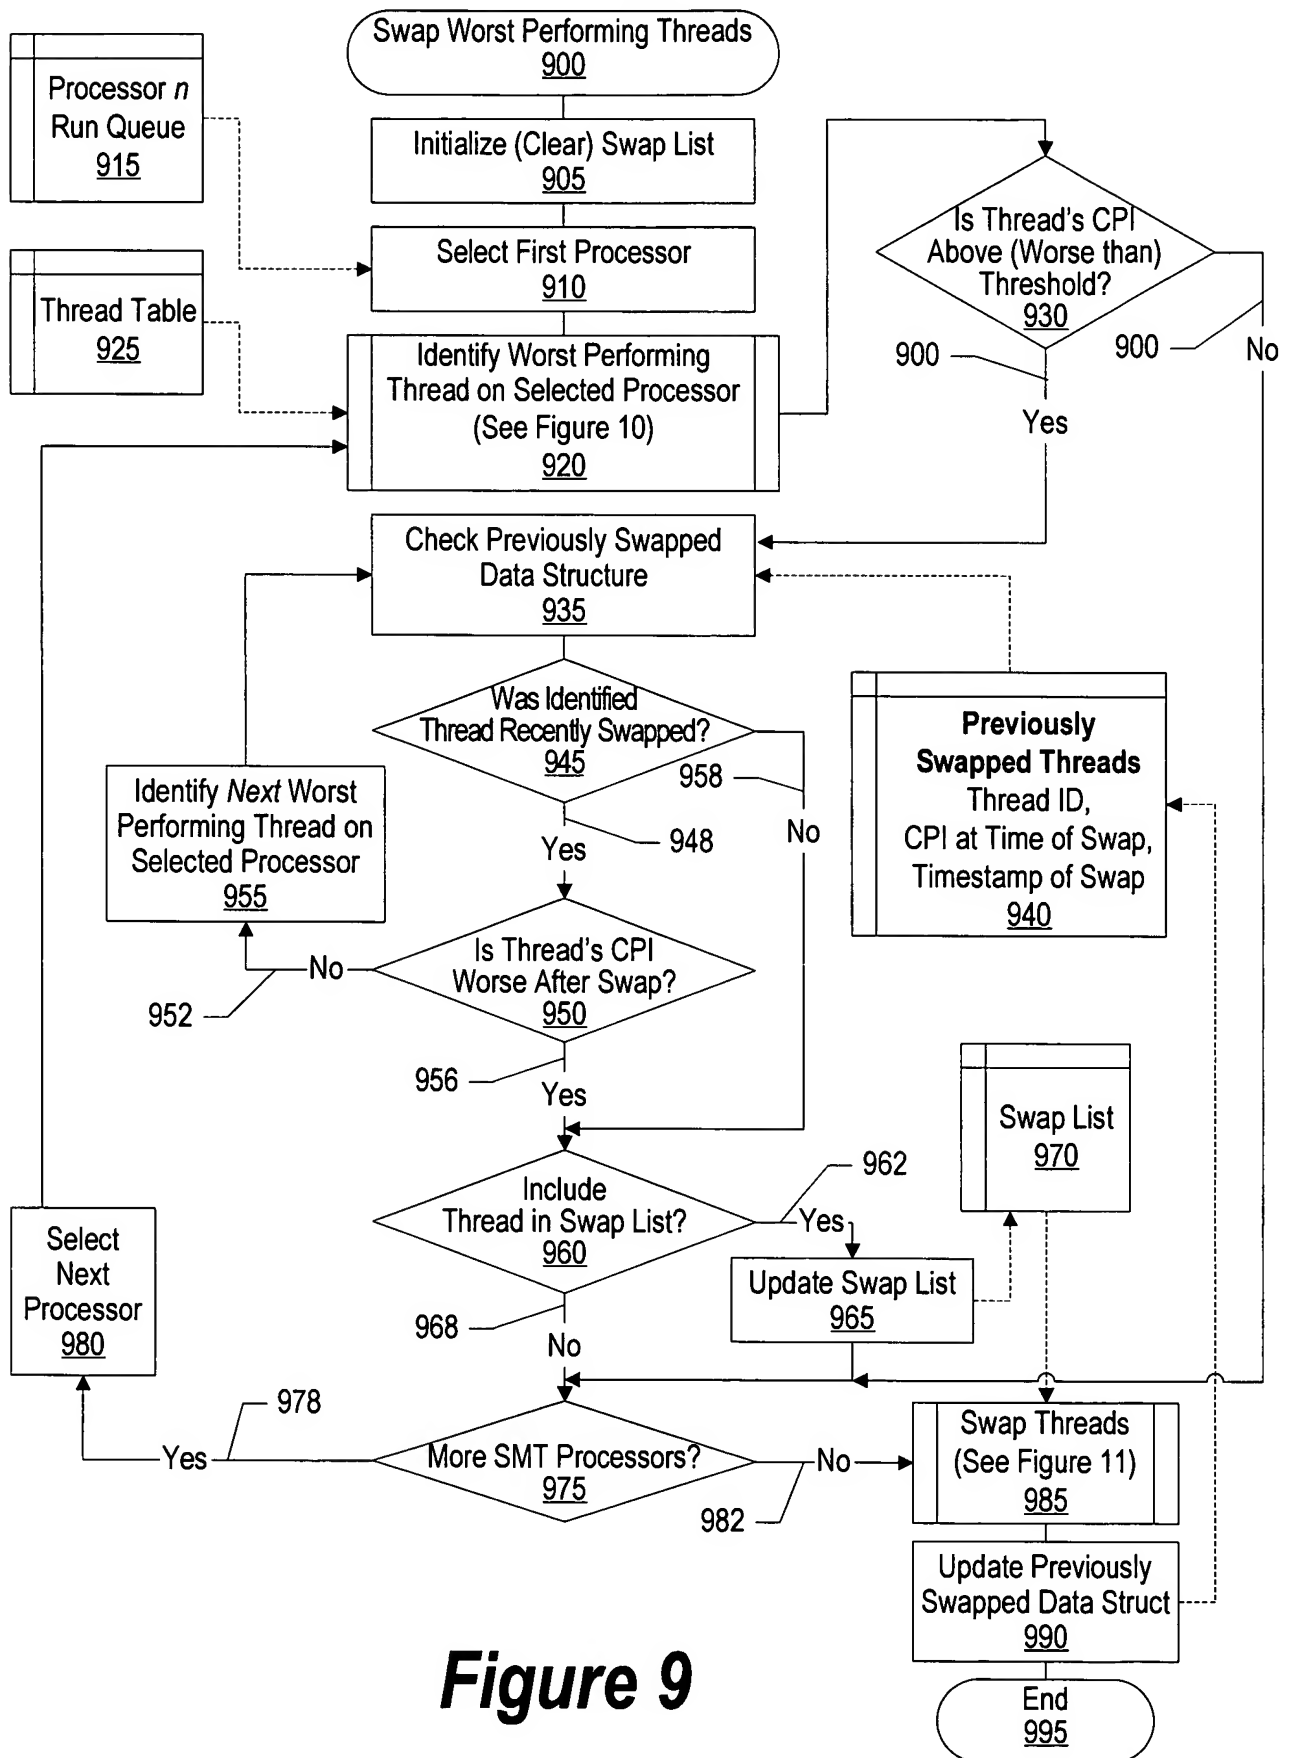 Swap Worst Performing Threads
900
Processor n
Run Queue
915
Initialize (Clear) Swap List
905
Select First Processor
910
Thread Table
925
Identify Worst Performing
Thread on Selected Processor
(See Figure 10)
920
Is Thread's CPI
Above (Worse than)
Threshold?
930
900
Yes
900
No
Check Previously Swapped
Data Structure
935
Was Identified
Thread Recently Swapped?
945
958
No
948
Yes
Identify Next Worst
Performing Thread on
Selected Processor
955
Previously
Swapped Threads
Thread ID,
CPI at Time of Swap,
Timestamp of Swap
940
Is Thread's CPI
Worse After Swap?
950
No
952
956
Yes
Swap List
970
Include
Thread in Swap List?
960
962
Yes
Update Swap List
965
968
No
Select
Next
Processor
980
978
Yes
More SMT Processors?
975
No
982
Swap Threads
(See Figure 11)
985
Update Previously
Swapped Data Struct
990
End
995
Figure 9